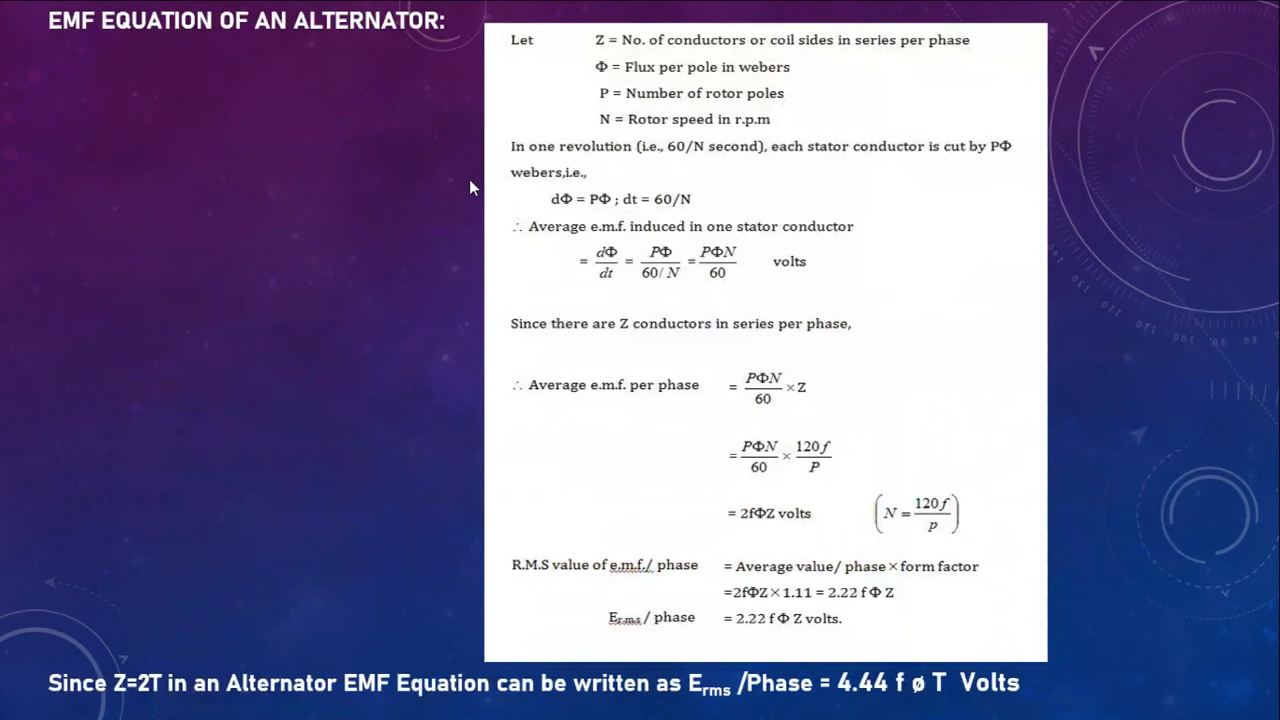 EMF EQUATION OF AN ALTERNATOR:
Let Z = No. of conductors or coil sides in series per phase
Φ = Flux per pole in webers
P = Number of rotor poles
N = Rotor speed in r.p.m
In one revolution (i.e., 60/N second), each stator conductor is cut by PΦ
webers,i.e.,
dΦ = PΦ ; dt = 60/N
∴ Average e.m.f. induced in one stator conductor
= dΦ/dt = PΦ/(60/N) = PΦN/60 volts
Since there are Z conductors in series per phase,
∴ Average e.m.f. per phase = PΦN/60 × Z
= PΦN/60 × 120f/P
= 2fΦZ volts (N = 120f/p)
R.M.S value of e.m.f./ phase = Average value/ phase × form factor
=2fΦZ × 1.11 = 2.22 f Φ Z
Er.m.s / phase = 2.22 f Φ Z volts.
Since Z=2T in an Alternator EMF Equation can be written as Erms /Phase = 4.44 f ø T Volts